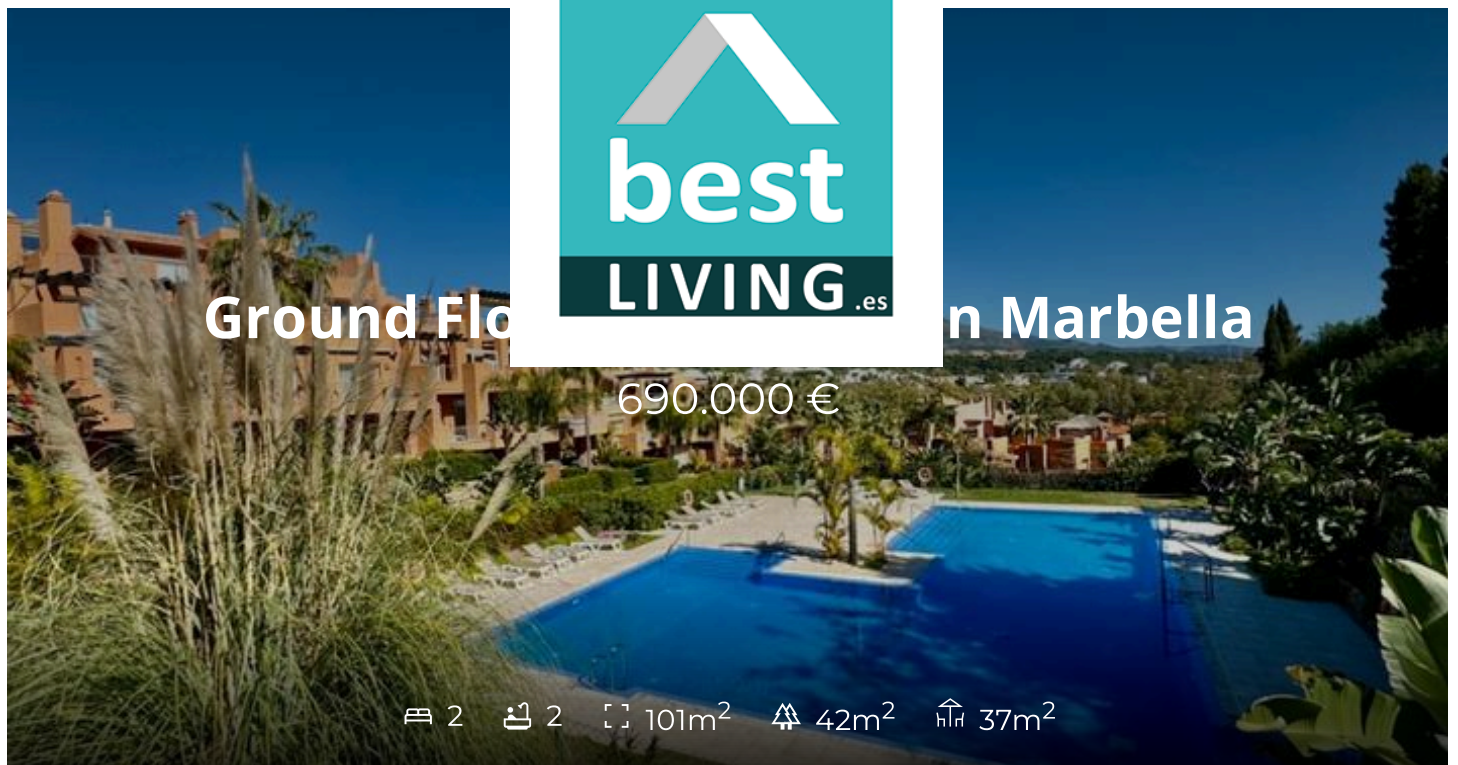 best
LIVING.es
Ground Flo n Marbella
690.000 €
2 2 101m² 42m² 37m²